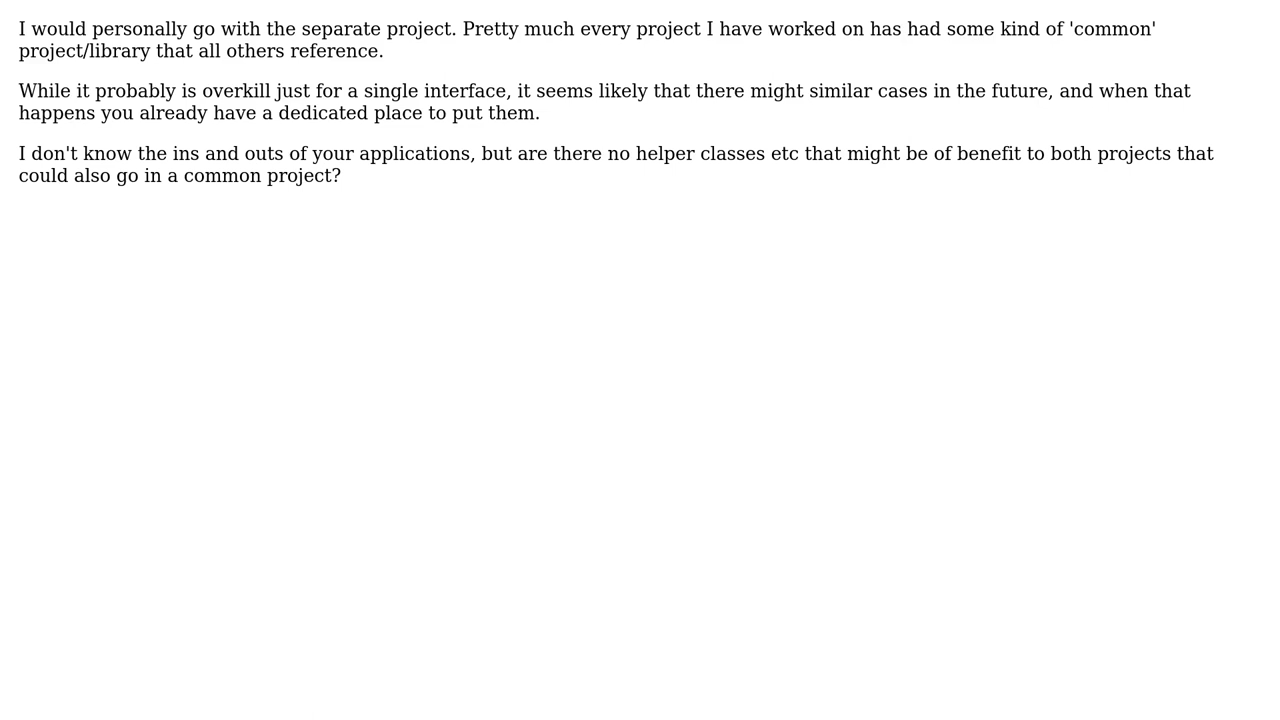 I would personally go with the separate project. Pretty much every project I have worked on has had some kind of 'common'
project/library that all others reference.
While it probably is overkill just for a single interface, it seems likely that there might similar cases in the future, and when that
happens you already have a dedicated place to put them.
I don't know the ins and outs of your applications, but are there no helper classes etc that might be of benefit to both projects that
could also go in a common project?